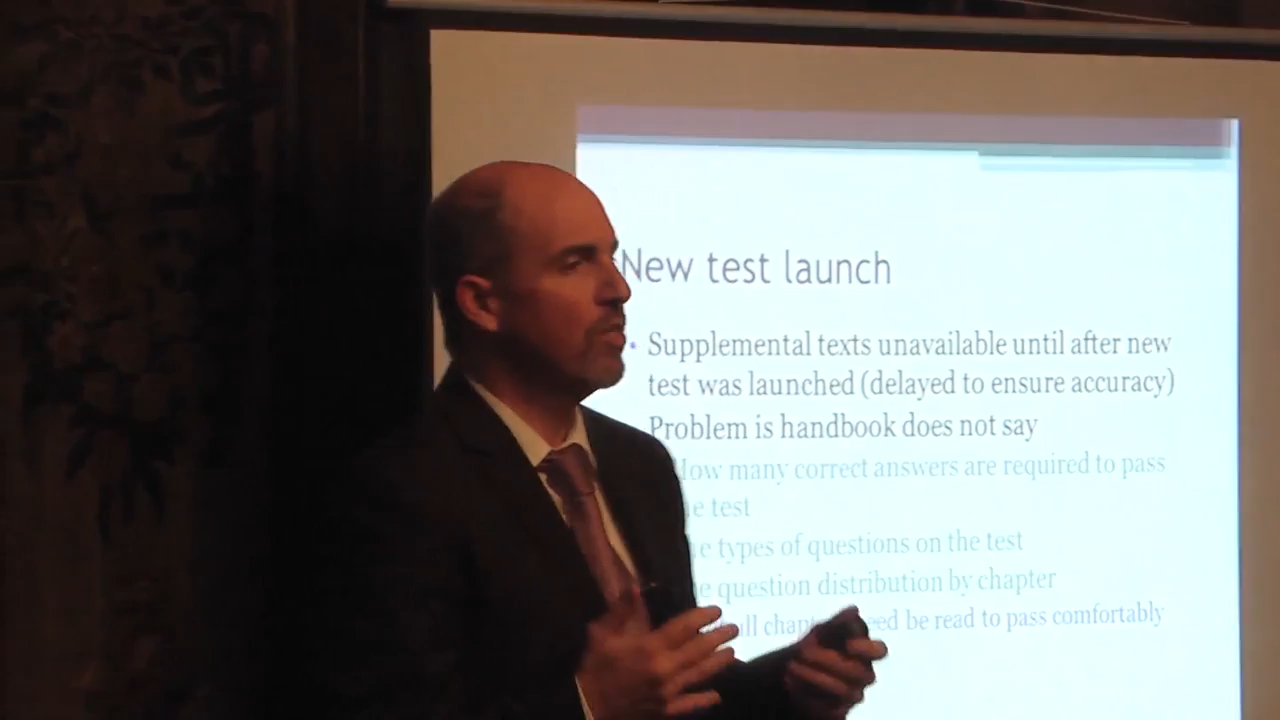 New test launch
• Supplemental texts unavailable until after new
test was launched (delayed to ensure accuracy)
Problem is handbook does not say
many correct answers are required to pass
test
types of questions on the test
question distribution by chapter
be read to pass comfortably